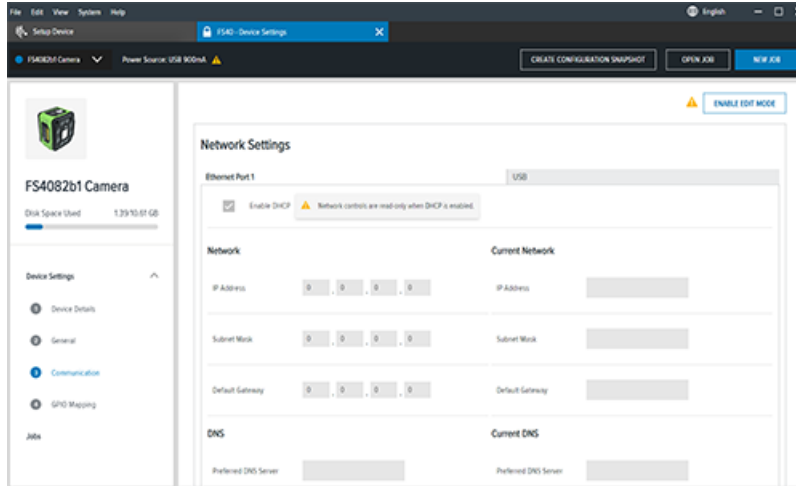 File Edit View System Help English
Setup Device FS40 - Device Settings
FS4082b1 Camera Power Source: USB 900mA CREATE CONFIGURATION SNAPSHOT OPEN JOB NEW JOB
ENABLE EDIT MODE
Network Settings
Ethernet Port 1 USB
FS4082b1 Camera
Disk Space Used 1.39/10.61 GB
Enable DHCP Network controls are read-only when DHCP is enabled.
Network Current Network
Device Settings
IP Address 0 . 0 . 0 . 0 IP Address
Device Details
General
Subnet Mask 0 . 0 . 0 . 0 Subnet Mask
Communication
Default Gateway 0 . 0 . 0 . 0 Default Gateway
GPIO Mapping
Jobs
DNS Current DNS
Preferred DNS Server Preferred DNS Server